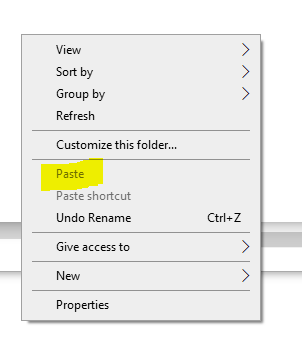 View
Sort by
Group by
Refresh
Customize this folder...
Paste
Paste shortcut
Undo Rename Ctrl+Z
Give access to
New
Properties